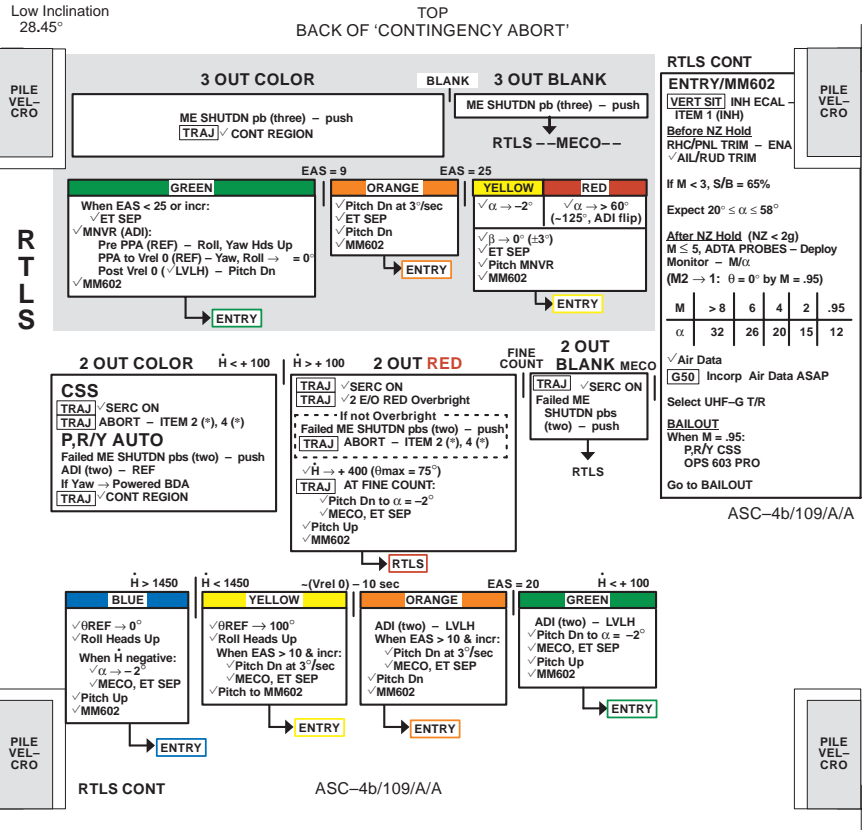 Low Inclination
28.45°
TOP
BACK OF ‘CONTINGENCY ABORT’
PILE
VEL–
CRO
3 OUT COLOR
BLANK
3 OUT BLANK
ME SHUTDN pb (three) – push
TRAJ √ CONT REGION
ME SHUTDN pb (three) – push
RTLS – –MECO– –
EAS = 9
EAS = 25
GREEN
When EAS < 25 or incr:
√ET SEP
√MNVR (ADI):
Pre PPA (REF) – Roll, Yaw Hds Up
PPA to Vrel 0 (REF) – Yaw, Roll → = 0°
Post Vrel 0 (√LVLH) – Pitch Dn
√MM602
ENTRY
ORANGE
√Pitch Dn at 3°/sec
√ET SEP
√Pitch Dn
√MM602
ENTRY
YELLOW
RED
√α → –2°
√α → > 60°
(~125°, ADI flip)
√β → 0° (±3°)
√ET SEP
√Pitch MNVR
√MM602
ENTRY
R
T
L
S
RTLS CONT
ENTRY/MM602
VERT SIT INH ECAL –
ITEM 1 (INH)
Before NZ Hold
RHC/PNL TRIM – ENA
√AIL/RUD TRIM
If M < 3, S/B = 65%
Expect 20° ≤ α ≤ 58°
After NZ Hold (NZ < 2g)
M ≤ 5, ADTA PROBES – Deploy
Monitor – M/α
(M2 → 1: θ = 0° by M = .95)
M > 8 6 4 2 .95
α 32 26 20 15 12
√Air Data
G50 Incorp Air Data ASAP
Select UHF–G T/R
BAILOUT
When M = .95:
P,R/Y CSS
OPS 603 PRO
Go to BAILOUT
ASC–4b/109/A/A
PILE
VEL–
CRO
2 OUT COLOR
Ḣ < + 100
Ḣ > + 100
2 OUT RED
FINE
COUNT
2 OUT
BLANK
MECO
CSS
TRAJ √SERC ON
TRAJ ABORT – ITEM 2 (*), 4 (*)
P,R/Y AUTO
Failed ME SHUTDN pbs (two) – push
ADI (two) – REF
If Yaw → Powered BDA
TRAJ √CONT REGION
TRAJ √SERC ON
TRAJ √2 E/O RED Overbright
If not Overbright
Failed ME SHUTDN pbs (two) – push
TRAJ ABORT – ITEM 2 (*), 4 (*)
√Ḣ → + 400 (θmax = 75°)
TRAJ AT FINE COUNT:
√Pitch Dn to α = –2°
√MECO, ET SEP
√Pitch Up
√MM602
RTLS
TRAJ √SERC ON
Failed ME
SHUTDN pbs
(two) – push
RTLS
Ḣ > 1450
Ḣ < 1450
~(Vrel 0) – 10 sec
EAS = 20
Ḣ < + 100
BLUE
√θREF → 0°
√Roll Heads Up
When Ḣ negative:
√α → – 2°
√MECO, ET SEP
√Pitch Up
√MM602
ENTRY
YELLOW
√θREF → 100°
√Roll Heads Up
When EAS > 10 & incr:
√Pitch Dn at 3°/sec
√MECO, ET SEP
√Pitch to MM602
ENTRY
ORANGE
ADI (two) – LVLH
When EAS > 10 & incr:
√Pitch Dn at 3°/sec
√MECO, ET SEP
√Pitch Dn
√MM602
ENTRY
GREEN
ADI (two) – LVLH
√Pitch Dn to α = –2°
√MECO, ET SEP
√Pitch Up
√MM602
ENTRY
PILE
VEL–
CRO
RTLS CONT
ASC–4b/109/A/A
PILE
VEL–
CRO